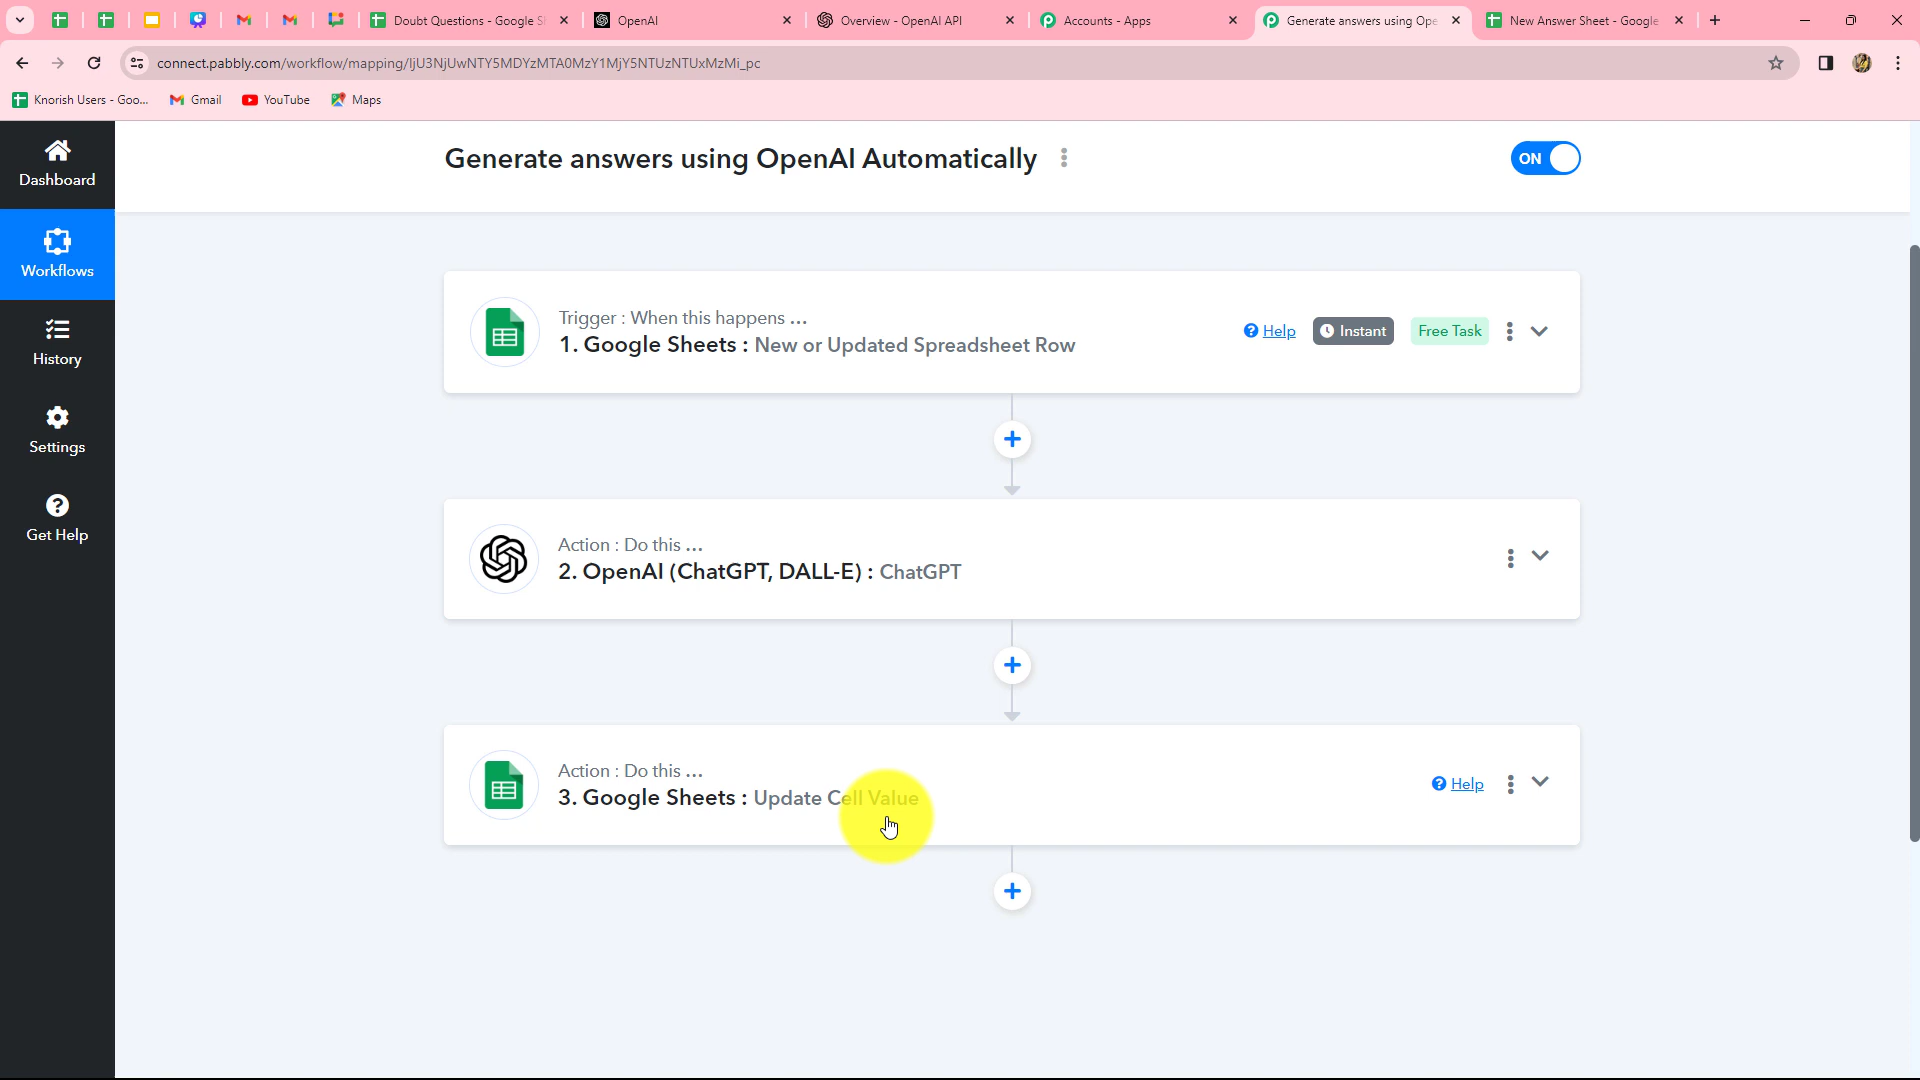 Doubt Questions - Google S
OpenAI
Overview - OpenAI API
Accounts - Apps
Generate answers using Ope
New Answer Sheet - Google
connect.pabbly.com/workflow/mapping/IjU3NjUwNTY5MDYzMTA0MzY1MjY5NTUzNTUxMzMi_pc
Knorish Users - Goo...
Gmail
YouTube
Maps
Dashboard
Workflows
History
Settings
Get Help
Generate answers using OpenAI Automatically
ON
Trigger : When this happens ...
1. Google Sheets : New or Updated Spreadsheet Row
Help
Instant
Free Task
Action : Do this ...
2. OpenAI (ChatGPT, DALL-E) : ChatGPT
Action : Do this ...
3. Google Sheets : Update Cell Value
Help